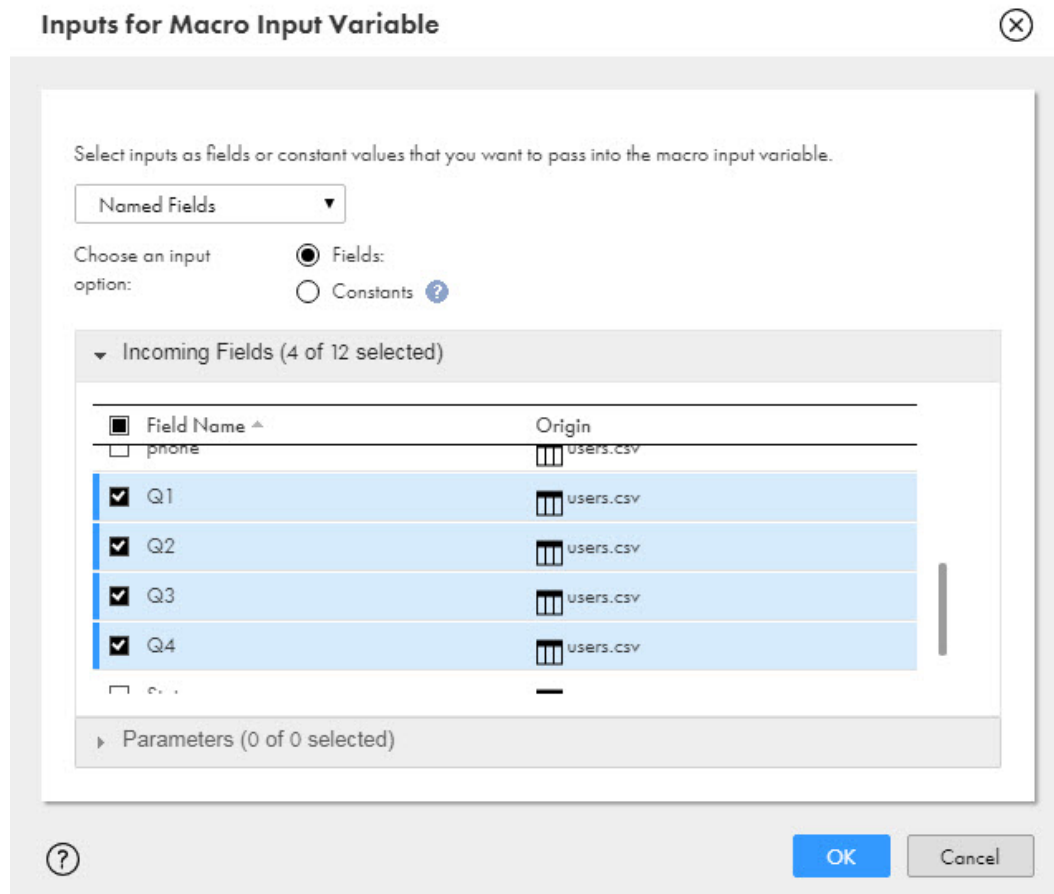 Inputs for Macro Input Variable
Select inputs as fields or constant values that you want to pass into the macro input variable.
Named Fields
Choose an input option:
Fields:
Constants ?
Incoming Fields (4 of 12 selected)
Field Name Origin
phone users.csv
Q1 users.csv
Q2 users.csv
Q3 users.csv
Q4 users.csv
Parameters (0 of 0 selected)
? OK Cancel